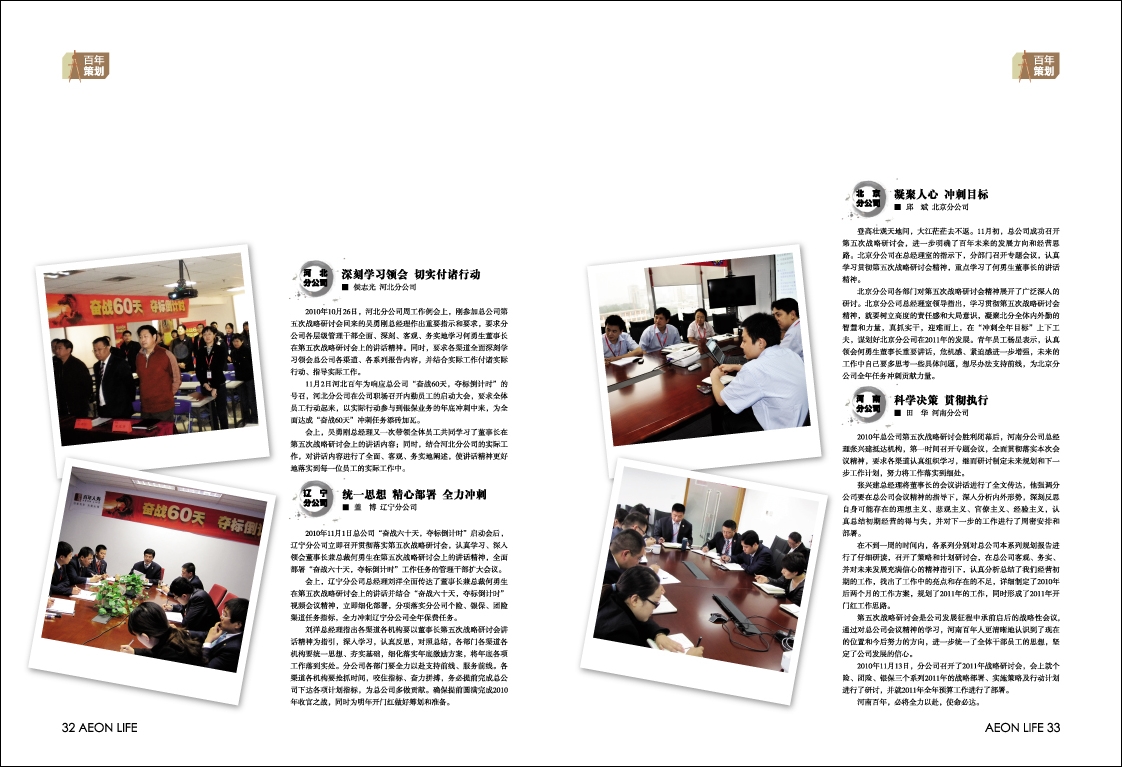 百年
策划
奋战60天 夺标倒计时
百年人寿
奋战60天 夺标倒计
河 北
分公司
深刻学习领会 切实付诸行动
■ 侯志光 河北分公司
2010年10月26日，河北分公司周工作例会上，刚参加总公司第
五次战略研讨会回来的吴勇刚总经理作出重要指示和要求，要求分
公司各层级管理干部全面、深刻、客观、务实地学习何勇生董事长
在第五次战略研讨会上的讲话精神。同时，要求各渠道全面深刻学
习领会总公司各渠道、各系列报告内容，并结合实际工作付诸实际
行动、指导实际工作。
11月2日河北百年为响应总公司“奋战60天，夺标倒计时”的
号召，河北分公司在公司职场召开内勤员工的启动大会，要求全体
员工行动起来，以实际行动参与到银保业务的年底冲刺中来，为全
面达成“奋战60天”冲刺任务添砖加瓦。
会上，吴勇刚总经理又一次带领全体员工共同学习了董事长在
第五次战略研讨会上的讲话内容；同时，结合河北分公司的实际工
作，对讲话内容进行了全面、客观、务实地阐述，使讲话精神更好
地落实到每一位员工的实际工作中。
辽 宁
分公司
统一思想 精心部署 全力冲刺
■ 董 博 辽宁分公司
2010年11月1日总公司“奋战六十天，夺标倒计时”启动会后，
辽宁分公司立即召开贯彻落实第五次战略研讨会，认真学习、深入
领会董事长兼总裁何勇生在第五次战略研讨会上的讲话精神，全面
部署“奋战六十天，夺标倒计时”工作任务的管理干部扩大会议。
会上，辽宁分公司总经理刘洋全面传达了董事长兼总裁何勇生
在第五次战略研讨会上的讲话并结合“奋战六十天，夺标倒计时”
视频会议精神，立即细化部署，分项落实分公司个险、银保、团险
渠道任务指标，全力冲刺辽宁分公司全年保费任务。
刘洋总经理指出各渠道各机构要以董事长第五次战略研讨会讲
话精神为指引，深入学习，认真反思，对照总结，各部门各渠道各
机构要统一思想、夯实基础，细化落实年底激励方案，将年底各项
工作落到实处。分公司各部门要全力以赴支持前线、服务前线。各
渠道各机构要抢抓时间，咬住指标、奋力拼搏，务必提前完成总公
司下达各项计划指标，为总公司多做贡献。确保提前圆满完成2010
年收官之战，同时为明年开门红做好筹划和准备。
32 AEON LIFE
百年
策划
北 京
分公司
凝聚人心 冲刺目标
■ 邱 斌 北京分公司
登高壮观天地间，大江茫茫去不返。11月初，总公司成功召开
第五次战略研讨会，进一步明确了百年未来的发展方向和经营思
路。北京分公司在总经理室的指示下，分部门召开专题会议，认真
学习贯彻第五次战略研讨会精神，重点学习了何勇生董事长的讲话
精神。
北京分公司各部门对第五次战略研讨会精神展开了广泛深入的
研讨。北京分公司总经理室领导指出，学习贯彻第五次战略研讨会
精神，就要树立高度的责任感和大局意识，凝聚北分全体内外勤的
智慧和力量，真抓实干，迎难而上，在“冲刺全年目标”上下工
夫，谋划好北京分公司在2011年的发展。青年员工杨星表示，认真
领会何勇生董事长重要讲话，危机感、紧迫感进一步增强，未来的
工作中自己要多思考一些具体问题，想尽办法支持前线，为北京分
公司全年任务冲刺贡献力量。
河 南
分公司
科学决策 贯彻执行
■ 田 华 河南分公司
2010年总公司第五次战略研讨会胜利闭幕后，河南分公司总经
理张兴建抵达机构，第一时间召开专题会议，全面贯彻落实本次会
议精神，要求各渠道认真组织学习，继而研讨制定未来规划和下一
步工作计划，努力将工作落实到细处。
张兴建总经理将董事长的会议讲话进行了全文传达，他强调分
公司要在总公司会议精神的指导下，深入分析内外形势，深刻反思
自身可能存在的理想主义、悲观主义、官僚主义、经验主义，认
真总结初期经营的得与失，并对下一步的工作进行了周密安排和
部署。
在不到一周的时间内，各系列分别对总公司本系列规划报告进
行了仔细研读，召开了策略和计划研讨会，在总公司客观、务实、
并对未来发展充满信心的精神指引下，认真分析总结了我们经营初
期的工作，找出了工作中的亮点和存在的不足，详细制定了2010年
后两个月的工作方案，规划了2011年的工作，同时形成了2011年开
门红工作思路。
第五次战略研讨会是公司发展征程中承前启后的战略性会议，
通过对总公司会议精神的学习，河南百年人更清晰地认识到了现在
的位置和今后努力的方向，进一步统一了全体干部员工的思想，坚
定了公司发展的信心。
2010年11月13日，分公司召开了2011年战略研讨会，会上就个
险、团险、银保三个系列2011年的战略部署、实施策略及行动计划
进行了研讨，并就2011年全年预算工作进行了部署。
河南百年，必将全力以赴，使命必达。
AEON LIFE 33